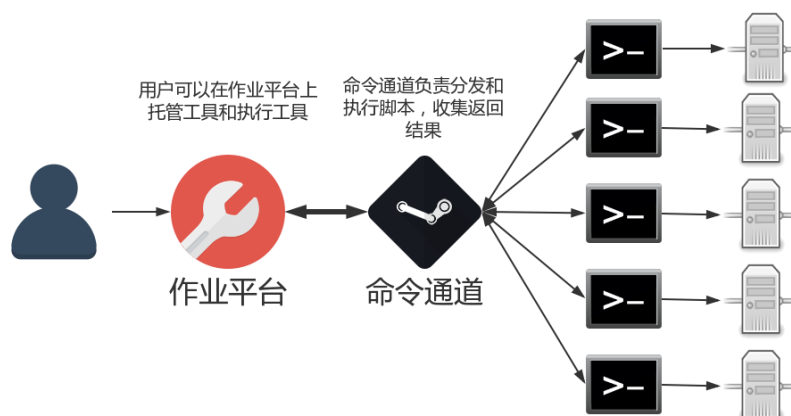 用户可以在作业平台上
托管工具和执行工具
命令通道负责分发和
执行脚本，收集返回
结果
>-
>-
>-
>-
>-
作业平台
命令通道